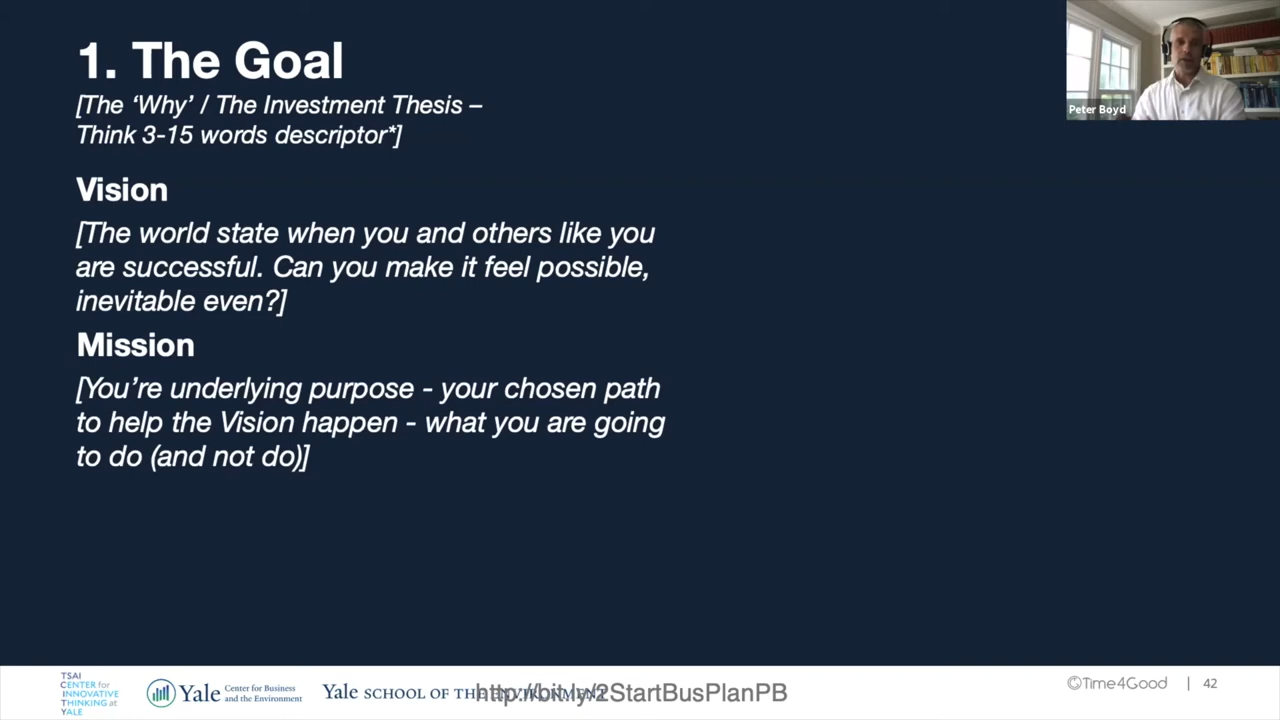 1. The Goal
[The ‘Why’ / The Investment Thesis –
Think 3-15 words descriptor*]
Vision
[The world state when you and others like you
are successful. Can you make it feel possible,
inevitable even?]
Mission
[You’re underlying purpose - your chosen path
to help the Vision happen - what you are going
to do (and not do)]
Peter Boyd
TSAI
CENTER for
INNOVATIVE
THINKING at
YALE
Yale Center for Business
and the Environment
Yale SCHOOL OF THE ENVIRONMENT
http://bit.ly/2StartBusPlanPB
©Time4Good | 42